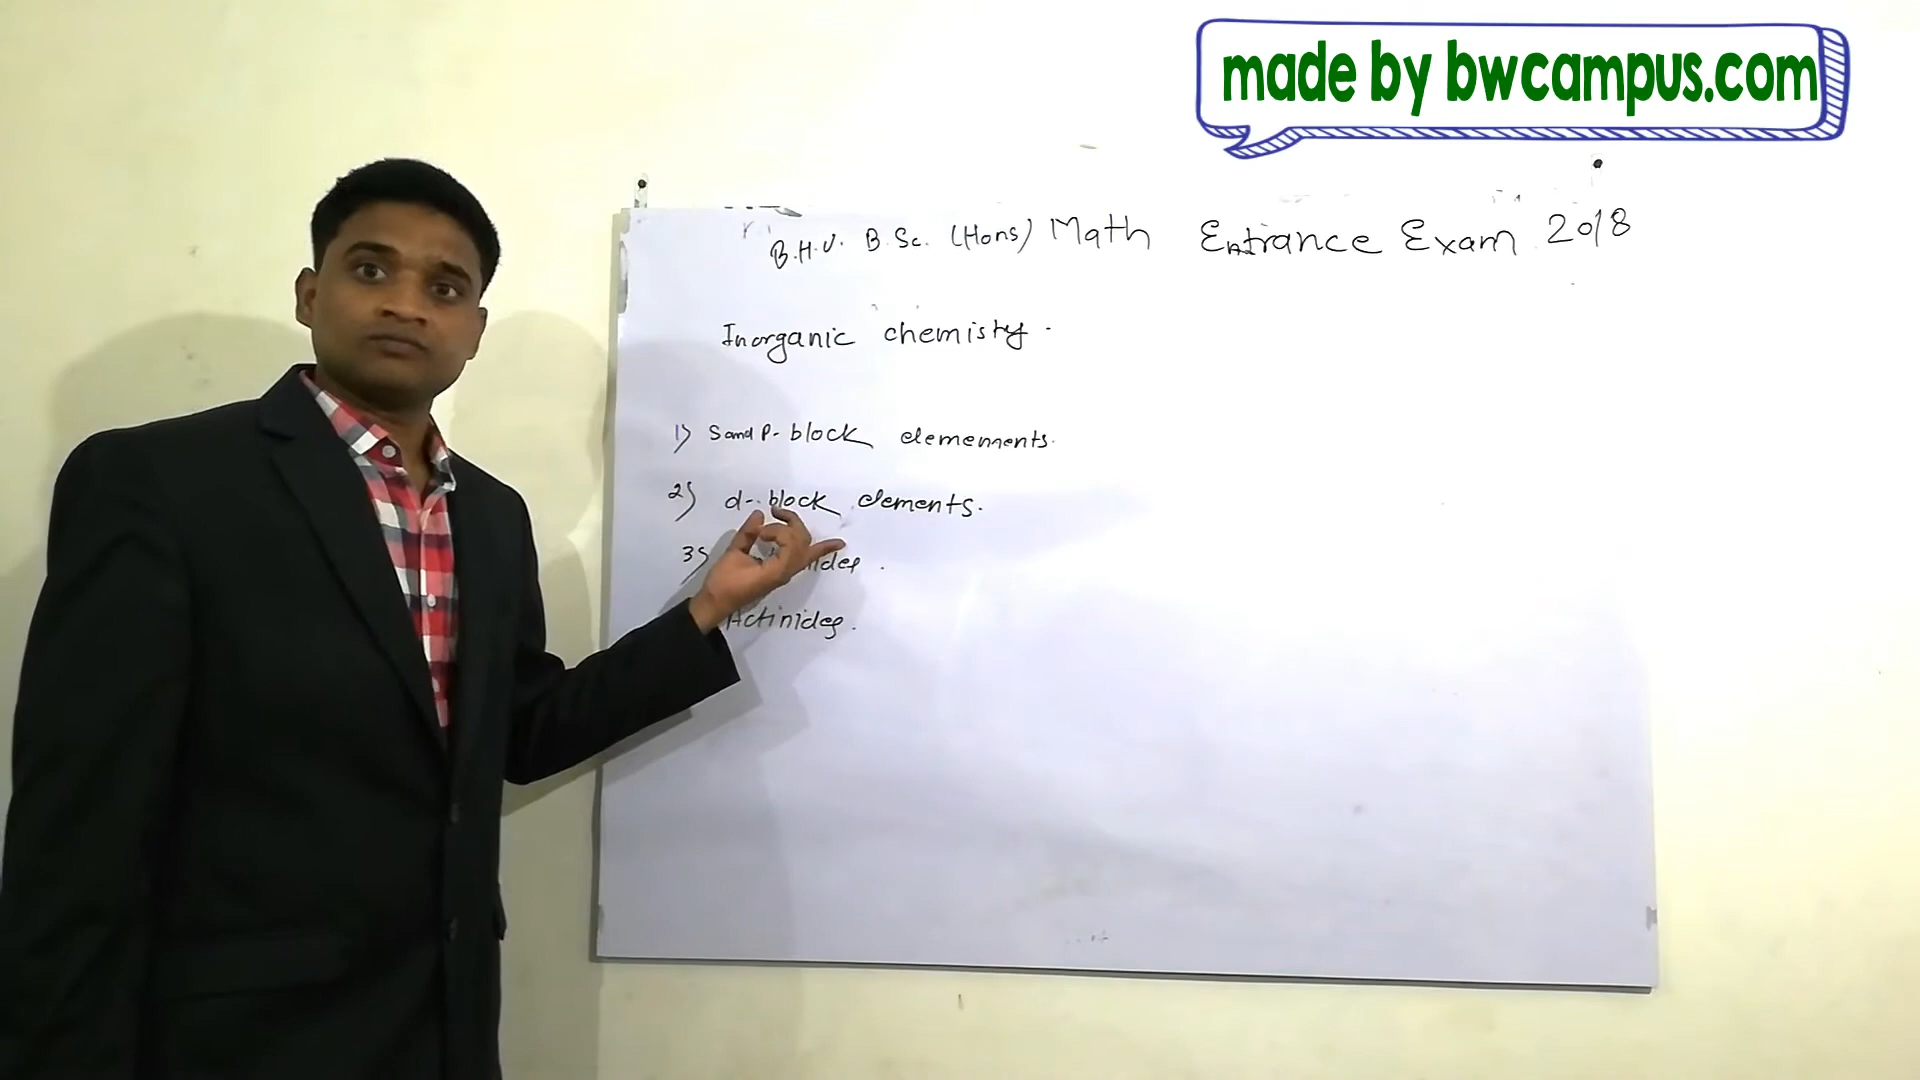 made by bwcampus.com
B.H.U. B.Sc. (Hons) Math Entrance Exam 2018
Inorganic chemistry.
1) S and P-block elemennents.
2) d-block elements.
3)
Actinides.